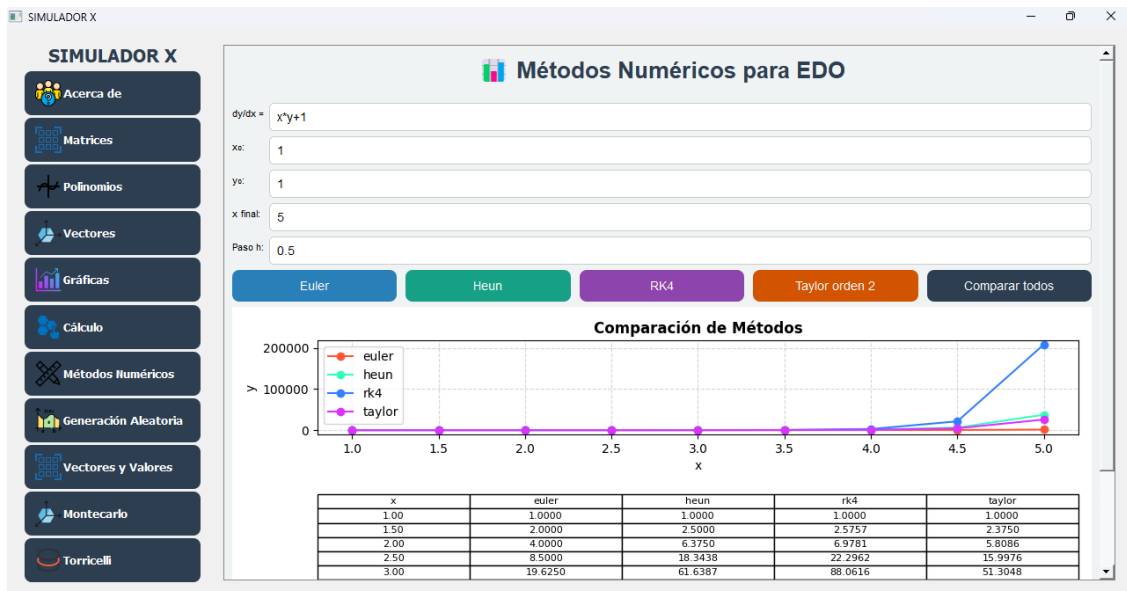 SIMULADOR X
SIMULADOR X
Acerca de
Matrices
Polinomios
Vectores
Gráficas
Cálculo
Métodos Numéricos
Generación Aleatoria
Vectores y Valores
Montecarlo
Torricelli
Métodos Numéricos para EDO
dy/dx = x*y+1
x₀: 1
y₀: 1
x final: 5
Paso h: 0.5
Euler Heun RK4 Taylor orden 2 Comparar todos
Comparación de Métodos
euler
heun
rk4
taylor
y
200000
100000
0
1.0 1.5 2.0 2.5 3.0 3.5 4.0 4.5 5.0
x
x euler heun rk4 taylor
1.00 1.0000 1.0000 1.0000 1.0000
1.50 2.0000 2.5000 2.5757 2.3750
2.00 4.0000 6.3750 6.9781 5.8086
2.50 8.5000 18.3438 22.2962 15.9976
3.00 19.6250 61.6387 88.0616 51.3048